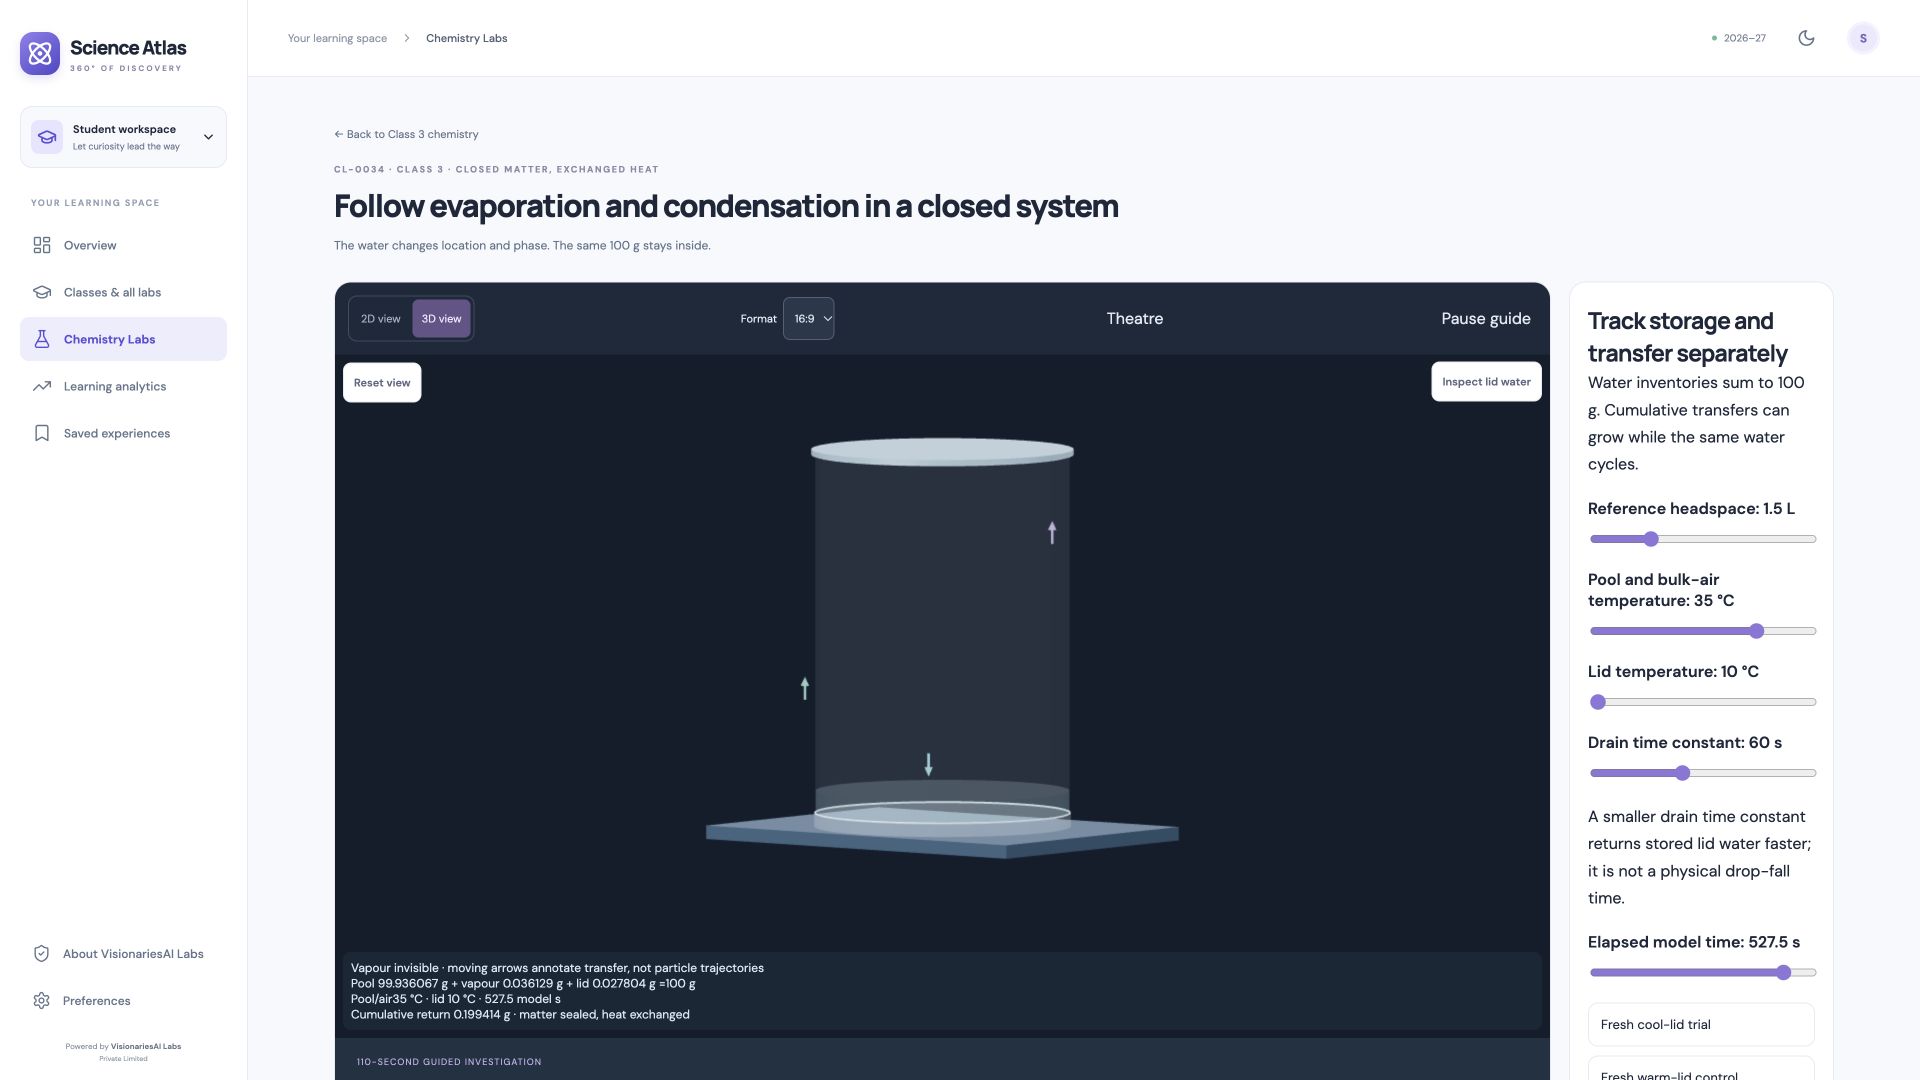 Science Atlas
360° OF DISCOVERY
Student workspace
Let curiosity lead the way
YOUR LEARNING SPACE
Overview
Classes & all labs
Chemistry Labs
Learning analytics
Saved experiences
About VisionariesAI Labs
Preferences
Powered by VisionariesAI Labs
Private Limited
Your learning space
Chemistry Labs
2026–27
S
← Back to Class 3 chemistry
CL-0034 · CLASS 3 · CLOSED MATTER, EXCHANGED HEAT
Follow evaporation and condensation in a closed system
The water changes location and phase. The same 100 g stays inside.
2D view
3D view
Format
16:9
Theatre
Pause guide
Reset view
Inspect lid water
Vapour invisible · moving arrows annotate transfer, not particle trajectories
Pool 99.936067 g + vapour 0.036129 g + lid 0.027804 g =100 g
Pool/air35 °C · lid 10 °C · 527.5 model s
Cumulative return 0.199414 g · matter sealed, heat exchanged
110-SECOND GUIDED INVESTIGATION
Track storage and
transfer separately
Water inventories sum to 100
g. Cumulative transfers can
grow while the same water
cycles.
Reference headspace: 1.5 L
Pool and bulk-air
temperature: 35 °C
Lid temperature: 10 °C
Drain time constant: 60 s
A smaller drain time constant
returns stored lid water faster;
it is not a physical drop-fall
time.
Elapsed model time: 527.5 s
Fresh cool-lid trial
Fresh warm-lid control